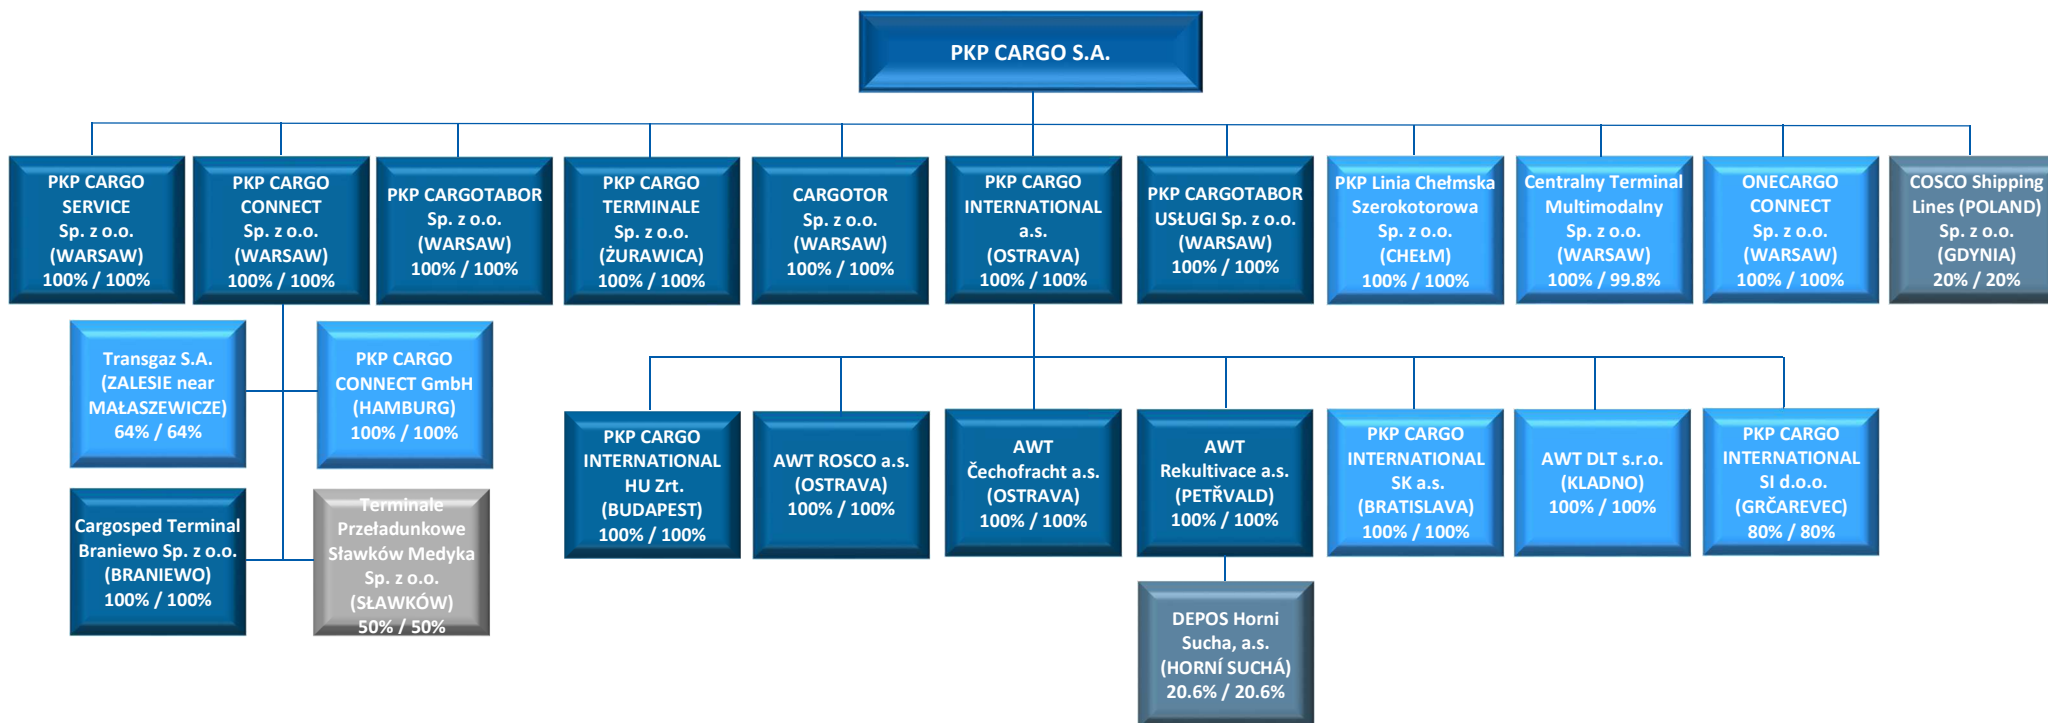 PKP CARGO S.A.
PKP CARGO
SERVICE
Sp. z o.o.
(WARSAW)
100% / 100%
PKP CARGO
CONNECT
Sp. z o.o.
(WARSAW)
100% / 100%
PKP CARGOTABOR
Sp. z o.o.
(WARSAW)
100% / 100%
PKP CARGO
TERMINALE
Sp. z o.o.
(ŻURAWICA)
100% / 100%
CARGOTOR
Sp. z o.o.
(WARSAW)
100% / 100%
PKP CARGO
INTERNATIONAL
a.s.
(OSTRAVA)
100% / 100%
PKP CARGOTABOR
USŁUGI Sp. z o.o.
(WARSAW)
100% / 100%
PKP Linia Chełmska
Szerokotorowa
Sp. z o.o.
(CHEŁM)
100% / 100%
Centralny Terminal
Multimodalny
Sp. z o.o.
(WARSAW)
100% / 99.8%
ONECARGO
CONNECT
Sp. z o.o.
(WARSAW)
100% / 100%
COSCO Shipping
Lines (POLAND)
Sp. z o.o.
(GDYNIA)
20% / 20%
Transgaz S.A.
(ZALESIE near
MAŁASZEWICZE)
64% / 64%
PKP CARGO
CONNECT GmbH
(HAMBURG)
100% / 100%
Cargosped Terminal
Braniewo Sp. z o.o.
(BRANIEWO)
100% / 100%
Terminale
Przeładunkowe
Sławków Medyka
Sp. z o.o.
(SŁAWKÓW)
50% / 50%
PKP CARGO
INTERNATIONAL
HU Zrt.
(BUDAPEST)
100% / 100%
AWT ROSCO a.s.
(OSTRAVA)
100% / 100%
AWT
Čechofracht a.s.
(OSTRAVA)
100% / 100%
AWT
Rekultivace a.s.
(PETŘVALD)
100% / 100%
PKP CARGO
INTERNATIONAL
SK a.s.
(BRATISLAVA)
100% / 100%
AWT DLT s.r.o.
(KLADNO)
100% / 100%
PKP CARGO
INTERNATIONAL
SI d.o.o.
(GRČAREVEC)
80% / 80%
DEPOS Horni
Sucha, a.s.
(HORNÍ SUCHÁ)
20.6% / 20.6%